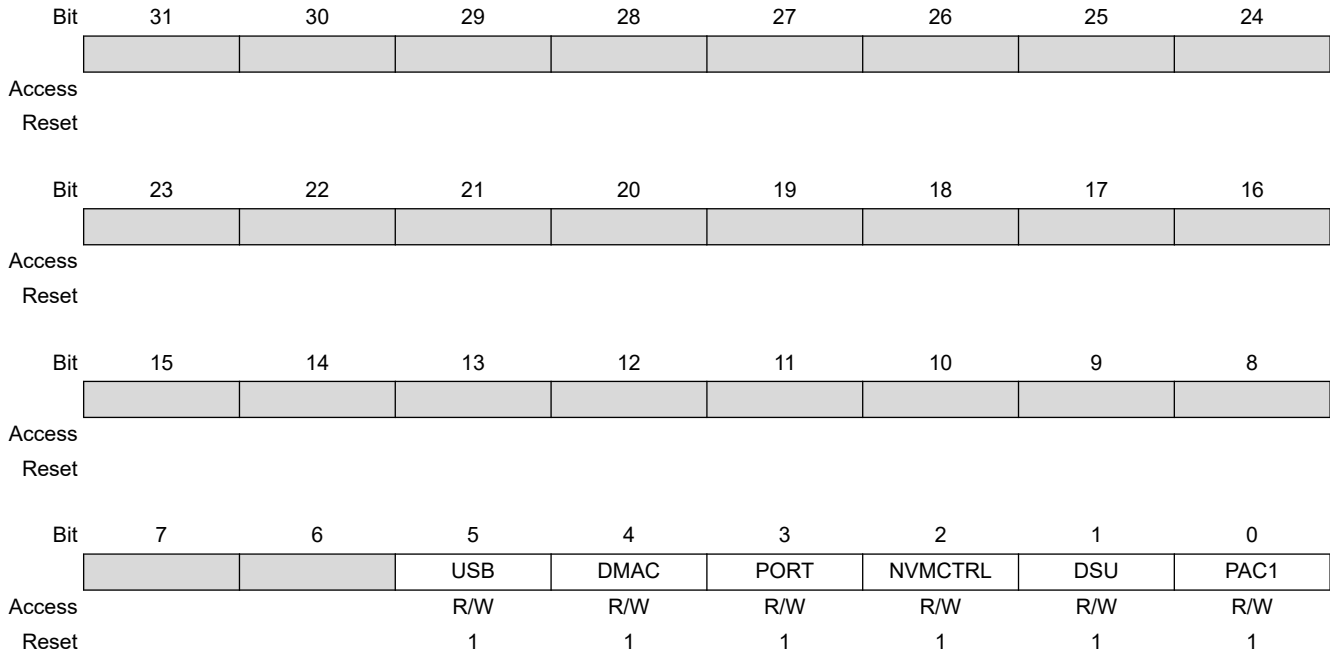 Bit 31 30 29 28 27 26 25 24
Access
Reset
Bit 23 22 21 20 19 18 17 16
Access
Reset
Bit 15 14 13 12 11 10 9 8
Access
Reset
Bit 7 6 5 4 3 2 1 0
USB DMAC PORT NVMCTRL DSU PAC1
Access R/W R/W R/W R/W R/W R/W
Reset 1 1 1 1 1 1